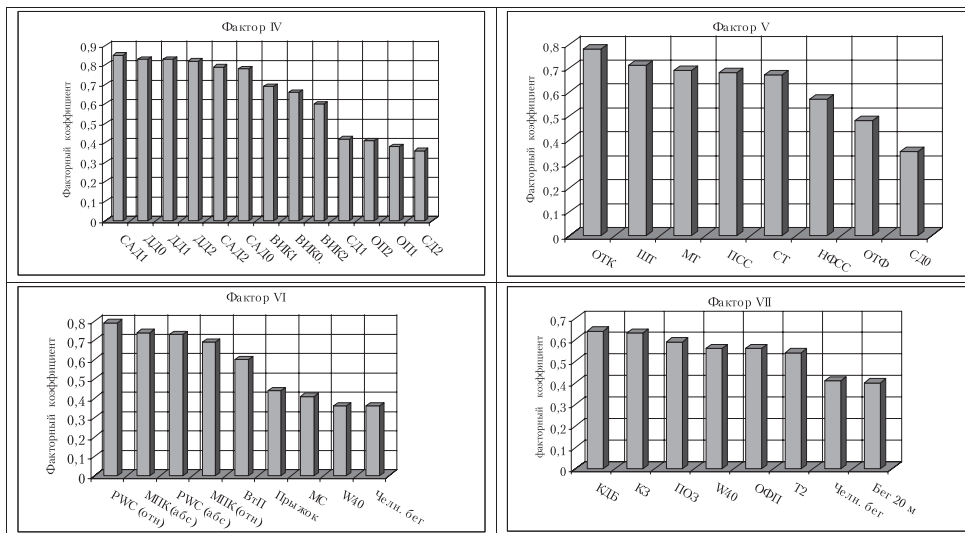 Фактор IV
Факторный коэффициент
0,9
0,8
0,7
0,6
0,5
0,4
0,3
0,2
0,1
0
САД1
ДД0
ДД1
ДД2
САД2
САД0
ВИК1
ВИК0.
ВИК2
СД1
ОП2
ОП1
СД2
Фактор V
Факторный коэффициент
0,8
0,7
0,6
0,5
0,4
0,3
0,2
0,1
0
ОТК
ШГ
МТ
ПСС
СТ
НФСС
ОТФ
СД0
Фактор VI
Факторный коэффициент
0,8
0,7
0,6
0,5
0,4
0,3
0,2
0,1
0
PWC (отн)
МПК(абс)
PWC (абс)
МПК (отн)
ВтП
Прыжок
МС
W40
Челн. бег
Фактор VII
факторный коэффициент
0,7
0,6
0,5
0,4
0,3
0,2
0,1
0
КДБ
КЗ
ПОЗ
W40
ОФП
Т2
Челн. бег
Бег 20 м